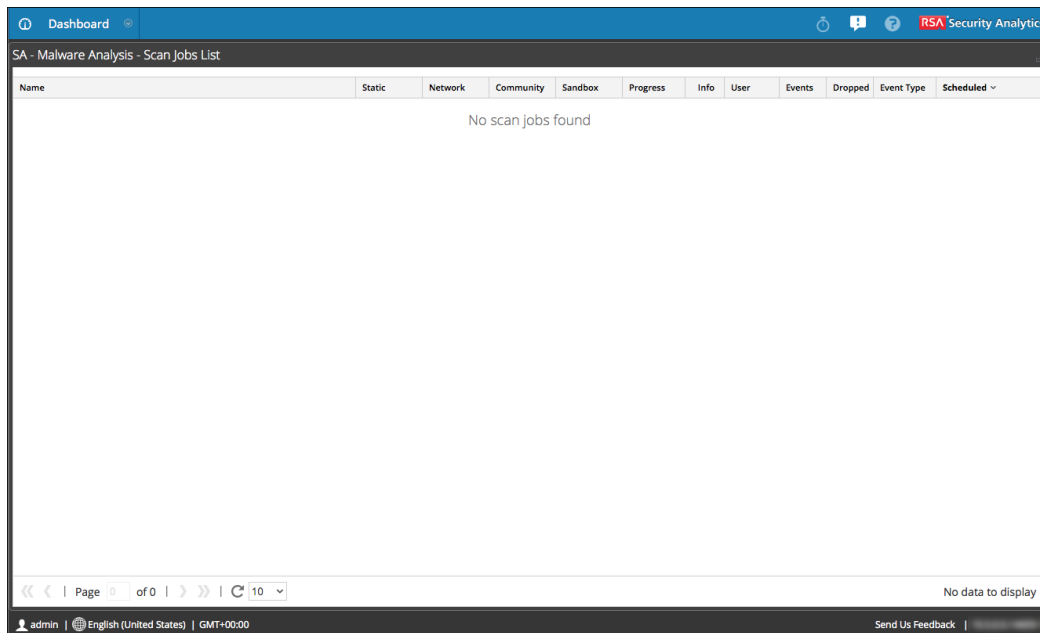 Dashboard
RSA Security Analytic
SA - Malware Analysis - Scan Jobs List
Name Static Network Community Sandbox Progress Info User Events Dropped Event Type Scheduled
No scan jobs found
Page 0 of 0 | 10
No data to display
admin | English (United States) | GMT+00:00
Send Us Feedback |